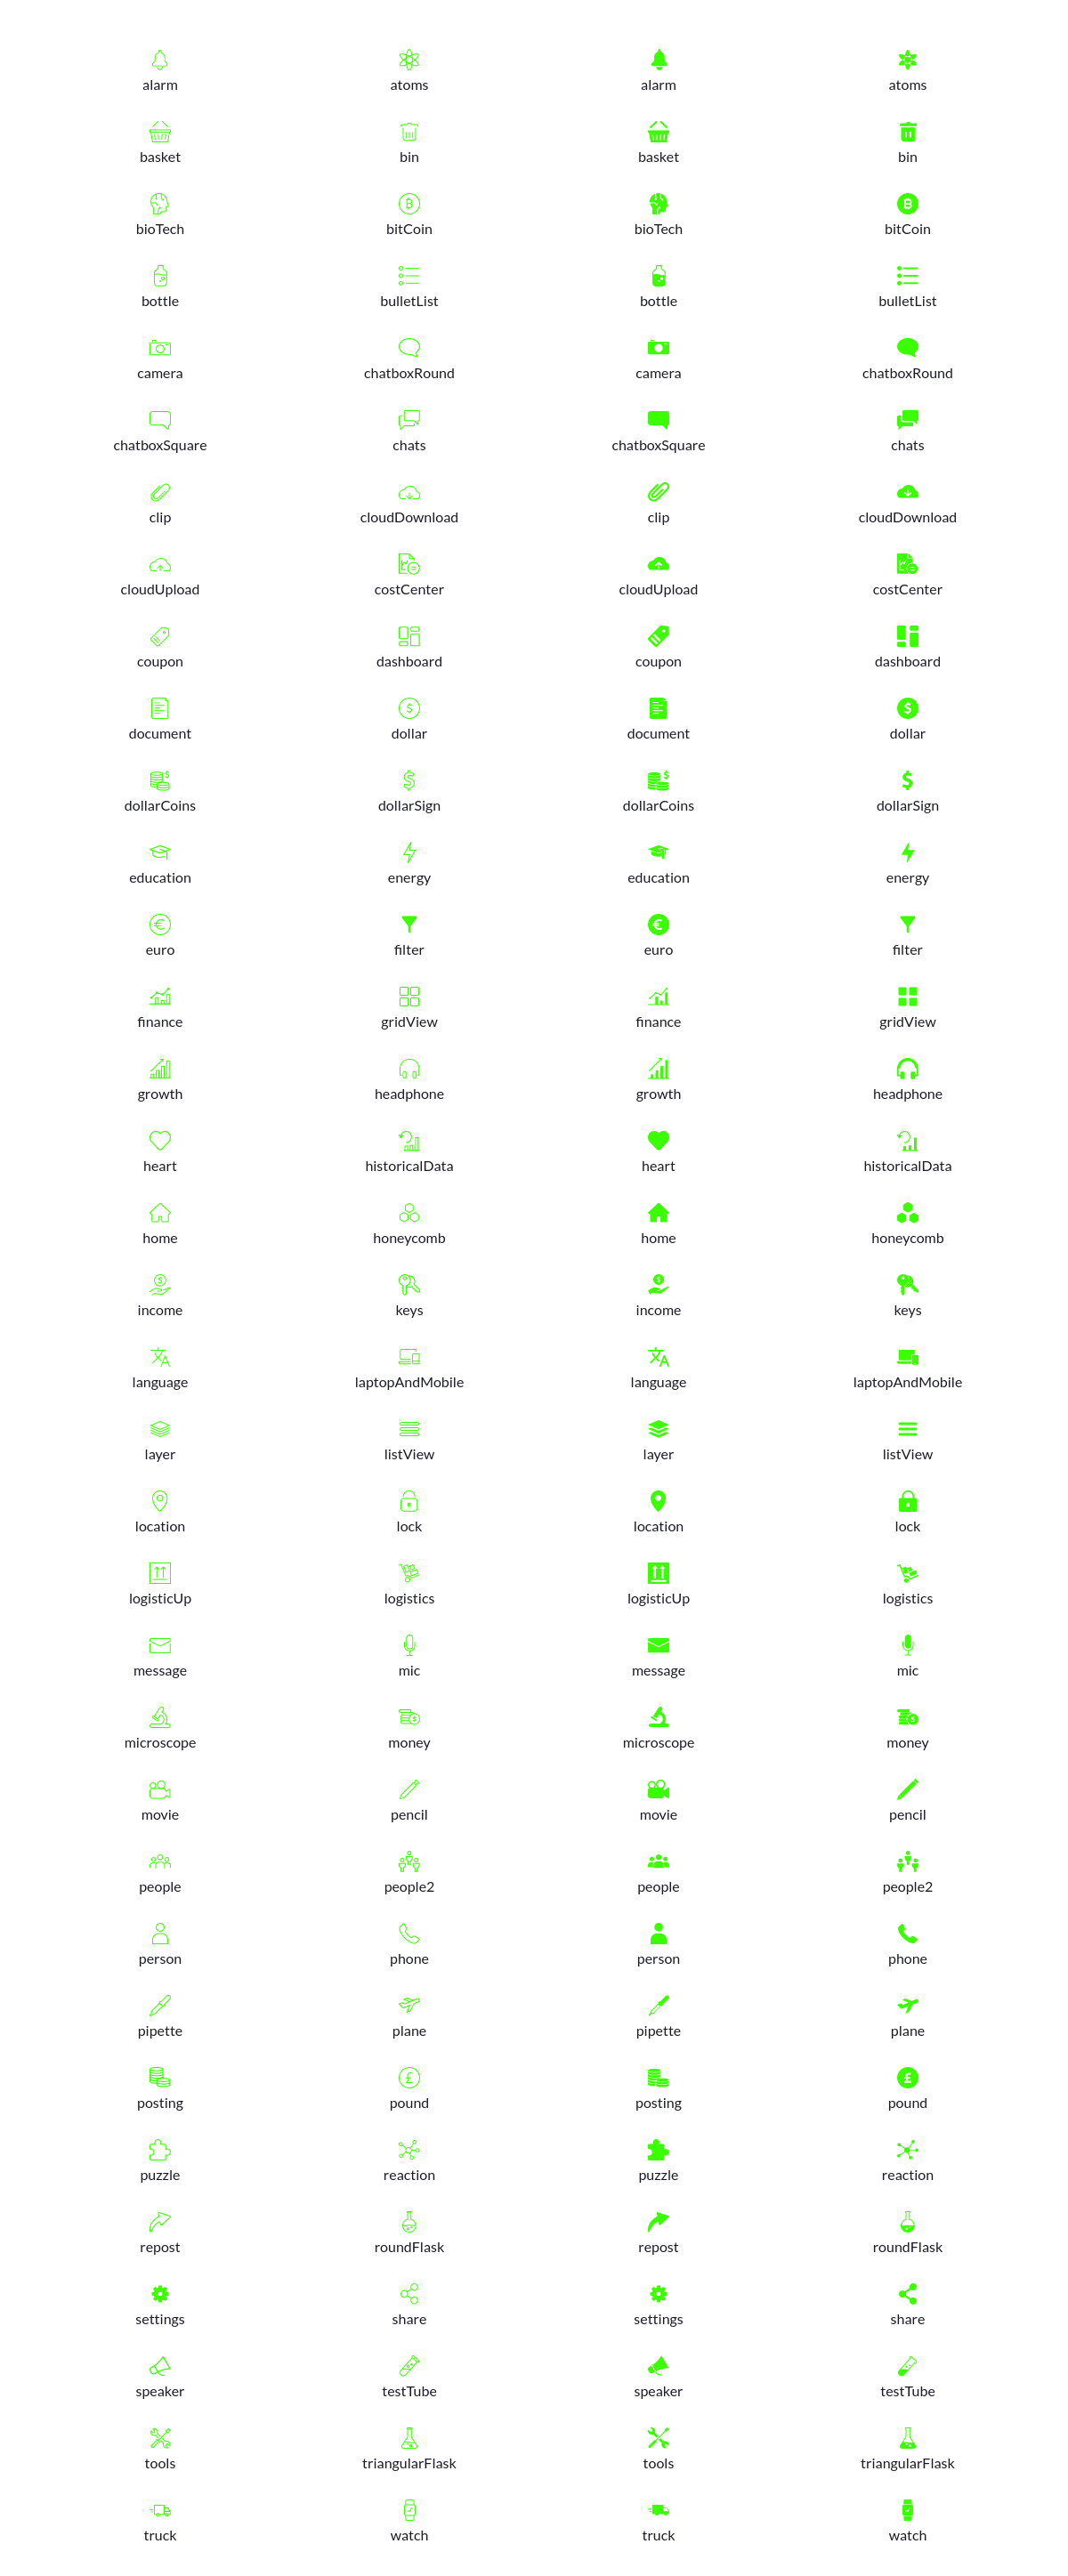 alarm atoms alarm atoms
basket bin basket bin
bioTech bitCoin bioTech bitCoin
bottle bulletList bottle bulletList
camera chatboxRound camera chatboxRound
chatboxSquare chats chatboxSquare chats
clip cloudDownload clip cloudDownload
cloudUpload costCenter cloudUpload costCenter
coupon dashboard coupon dashboard
document dollar document dollar
dollarCoins dollarSign dollarCoins dollarSign
education energy education energy
euro filter euro filter
finance gridView finance gridView
growth headphone growth headphone
heart historicalData heart historicalData
home honeycomb home honeycomb
income keys income keys
language laptopAndMobile language laptopAndMobile
layer listView layer listView
location lock location lock
logisticUp logistics logisticUp logistics
message mic message mic
microscope money microscope money
movie pencil movie pencil
people people2 people people2
person phone person phone
pipette plane pipette plane
posting pound posting pound
puzzle reaction puzzle reaction
repost roundFlask repost roundFlask
settings share settings share
speaker testTube speaker testTube
tools triangularFlask tools triangularFlask
truck watch truck watch